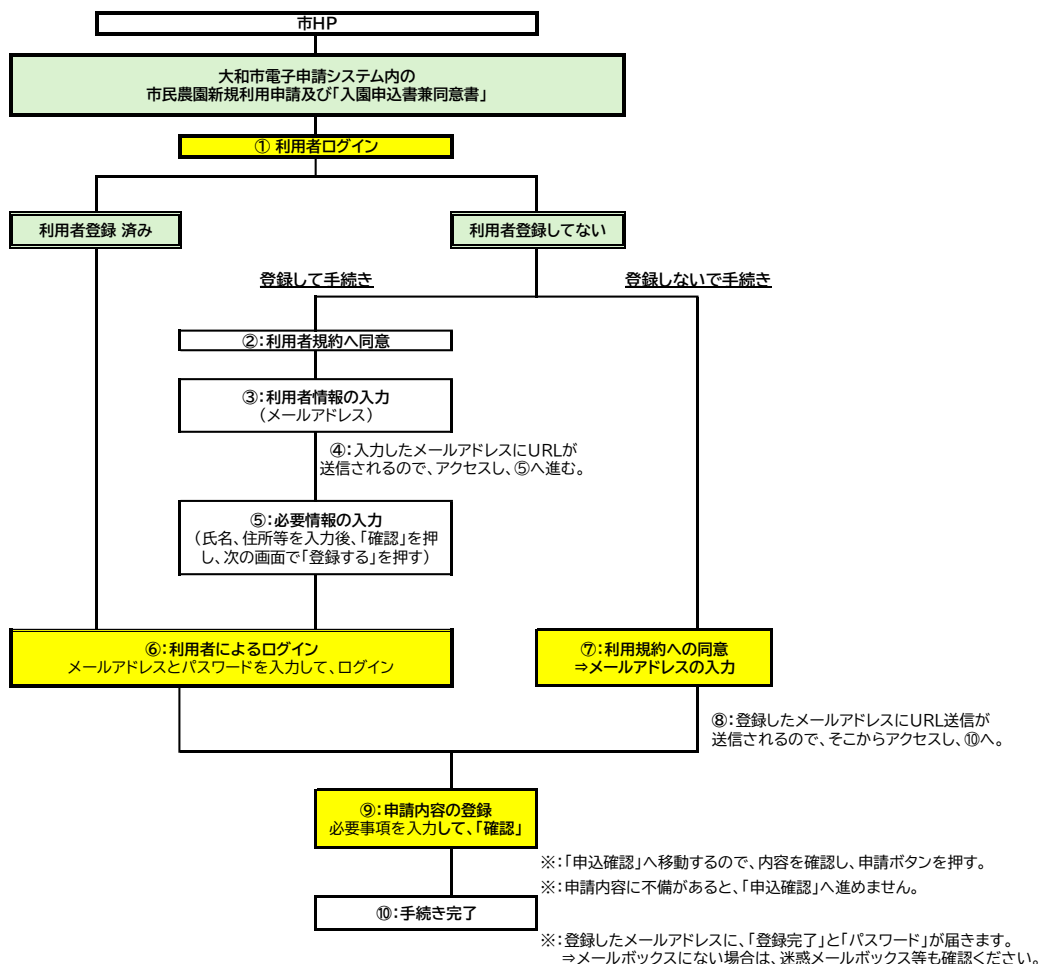 市HP
大和市電子申請システム内の
市民農園新規利用申請及び「入園申込書兼同意書」
① 利用者ログイン
利用者登録 済み
利用者登録してない
登録して手続き
登録しないで手続き
②:利用者規約へ同意
③:利用者情報の入力
（メールアドレス）
④:入力したメールアドレスにURLが
送信されるので、アクセスし、⑤へ進む。
⑤:必要情報の入力
（氏名、住所等を入力後、「確認」を押
し、次の画面で「登録する」を押す）
⑥:利用者によるログイン
メールアドレスとパスワードを入力して、ログイン
⑦:利用規約への同意
⇒メールアドレスの入力
⑧:登録したメールアドレスにURL送信が
送信されるので、そこからアクセスし、⑩へ。
⑨:申請内容の登録
必要事項を入力して、「確認」
※:「申込確認」へ移動するので、内容を確認し、申請ボタンを押す。
※:申請内容に不備があると、「申込確認」へ進めません。
⑩:手続き完了
※:登録したメールアドレスに、「登録完了」と「パスワード」が届きます。
⇒メールボックスにない場合は、迷惑メールボックス等も確認ください。